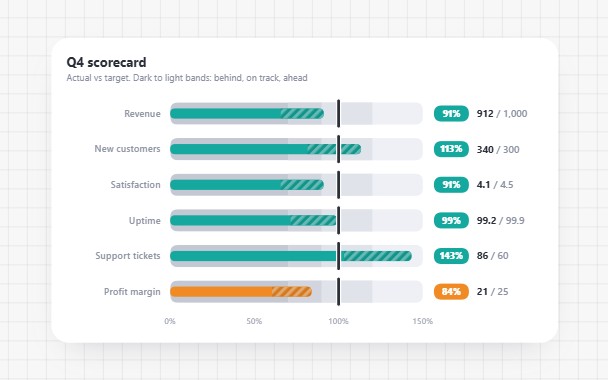 Q4 scorecard
Actual vs target. Dark to light bands: behind, on track, ahead
Revenue 91% 912 / 1,000
New customers 113% 340 / 300
Satisfaction 91% 4.1 / 4.5
Uptime 99% 99.2 / 99.9
Support tickets 143% 86 / 60
Profit margin 84% 21 / 25
0% 50% 100% 150%